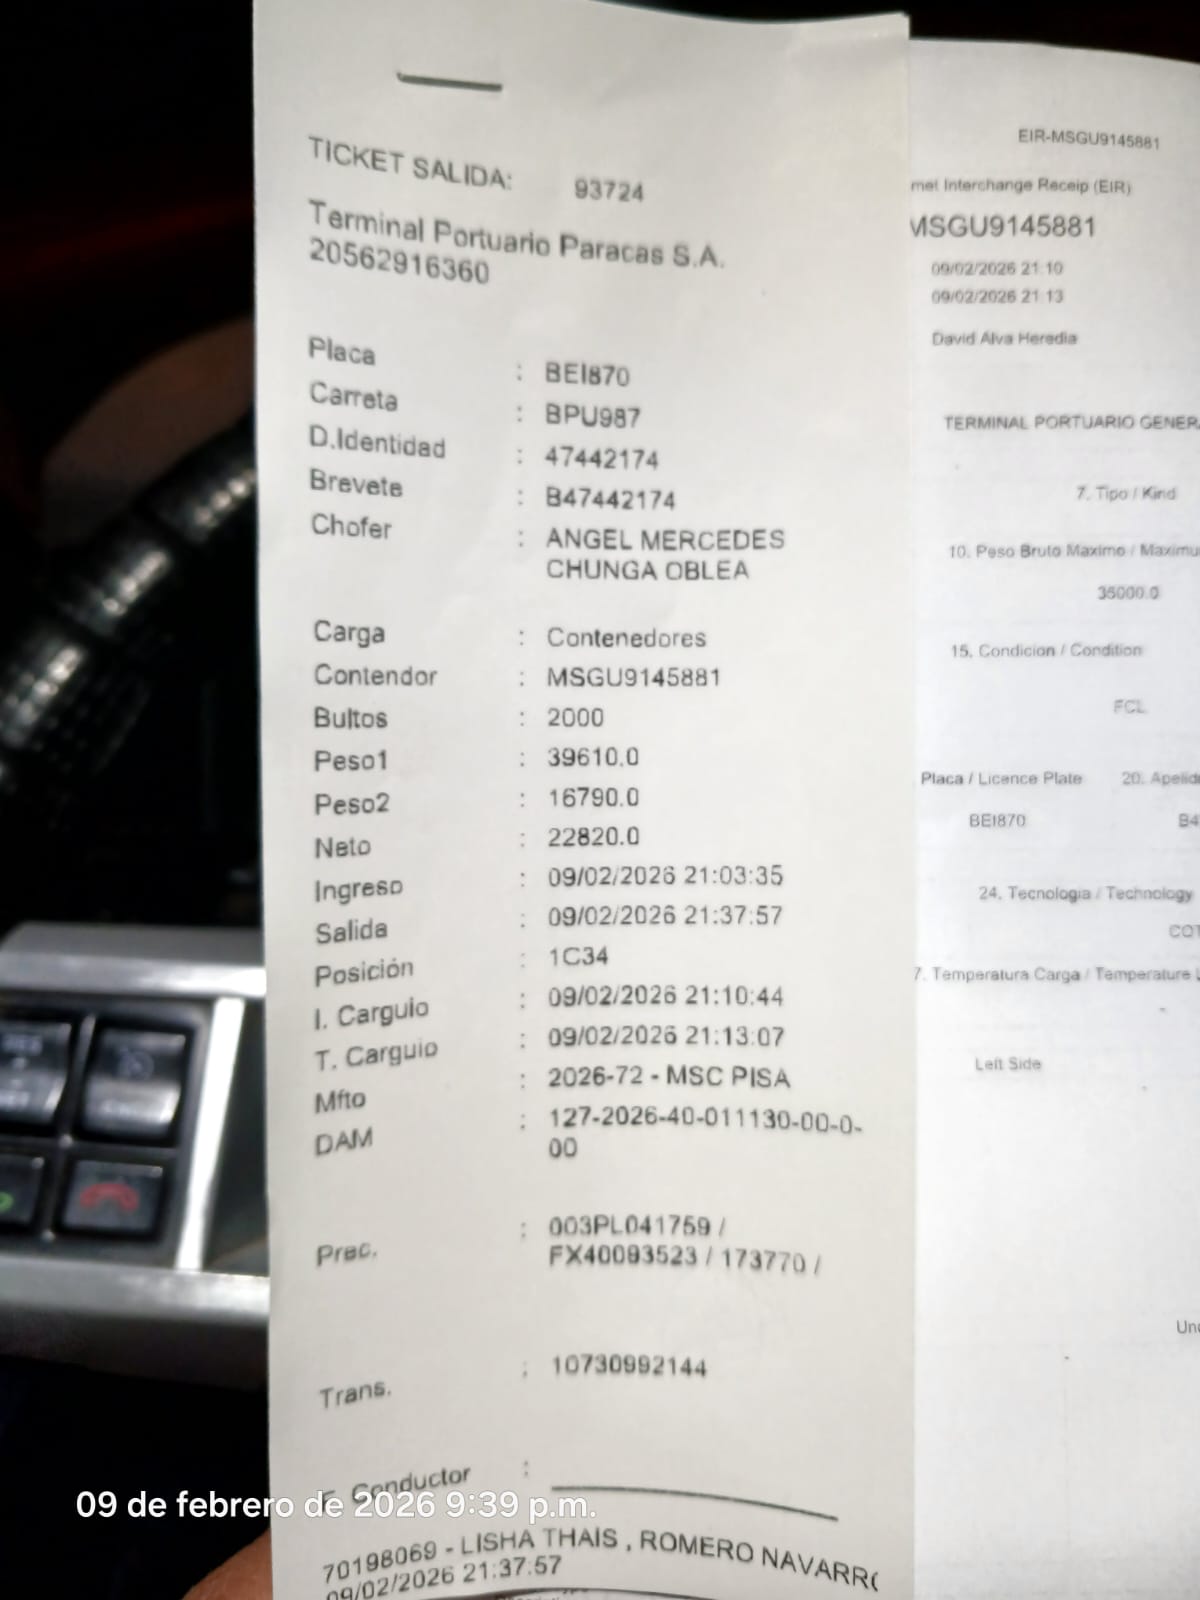 TICKET SALIDA: 93724
Terminal Portuario Paracas S.A.
20562916360
Placa : BEI870
Carreta : BPU987
D.Identidad : 47442174
Brevete : B47442174
Chofer : ANGEL MERCEDES
CHUNGA OBLEA
Carga : Contenedores
Contendor : MSGU9145881
Bultos : 2000
Peso1 : 39610.0
Peso2 : 16790.0
Neto : 22820.0
Ingreso : 09/02/2026 21:03:35
Salida : 09/02/2026 21:37:57
Posición : 1C34
I. Carguio : 09/02/2026 21:10:44
T. Carguio : 09/02/2026 21:13:07
Mfto : 2026-72 - MSC PISA
DAM : 127-2026-40-011130-00-0-
00
Prec. : 003PL041759 /
FX40093523 / 173770 /
Trans. : 10730992144
F. Conductor :
70198069 - LISHA THAIS , ROMERO NAVARR
09/02/2026 21:37:57
EIR-MSGU9145881
Interchange Receip (EIR)
MSGU9145881
09/02/2026 21:10
09/02/2026 21:13
David Alva Heredia
TERMINAL PORTUARIO GENER
7. Tipo / Kind
10. Peso Bruto Maximo / Maximu
35000.0
15. Condicion / Condition
FCL
Placa / Licence Plate 20. Apelid
BEI870 B4
24. Tecnologia / Technology
7. Temperatura Carga / Temperature
Left Side
09 de febrero de 2026 9:39 p.m.